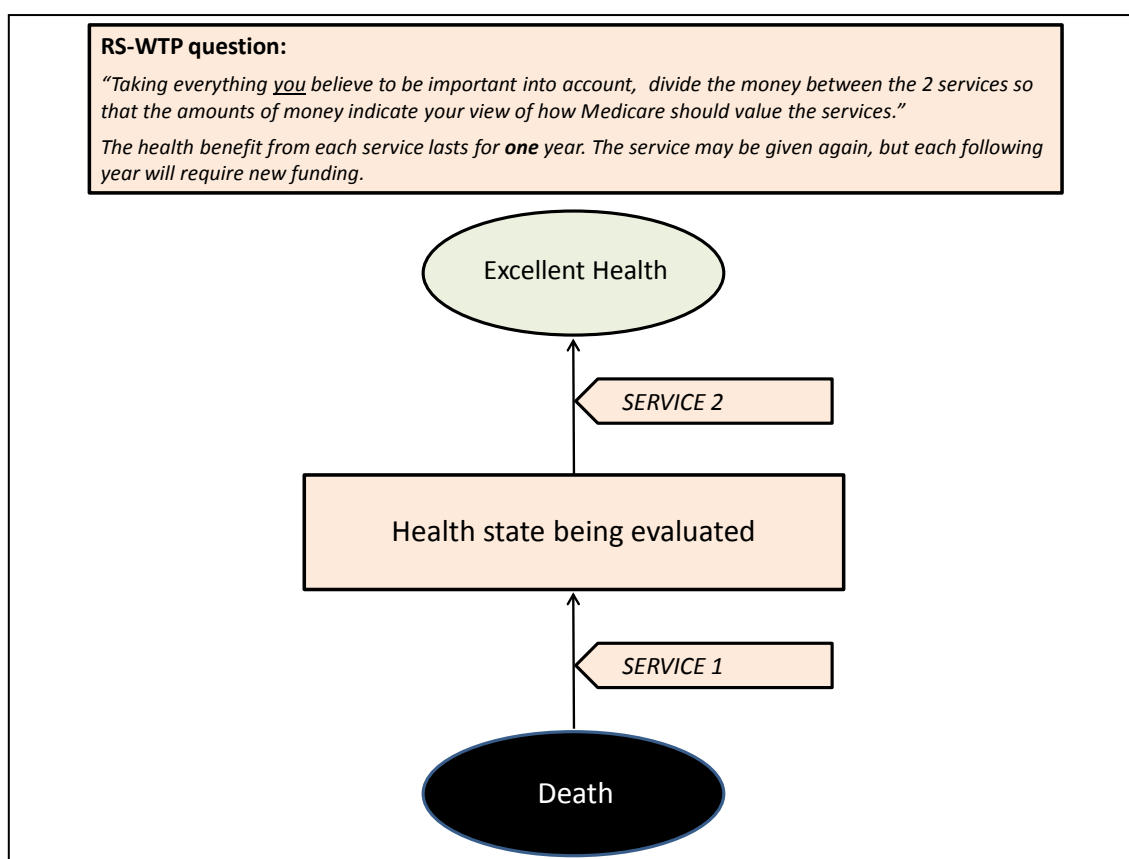 RS-WTP question:
“Taking everything you believe to be important into account, divide the money between the 2 services so
that the amounts of money indicate your view of how Medicare should value the services.”
The health benefit from each service lasts for one year. The service may be given again, but each following
year will require new funding.
Excellent Health
SERVICE 2
Health state being evaluated
SERVICE 1
Death